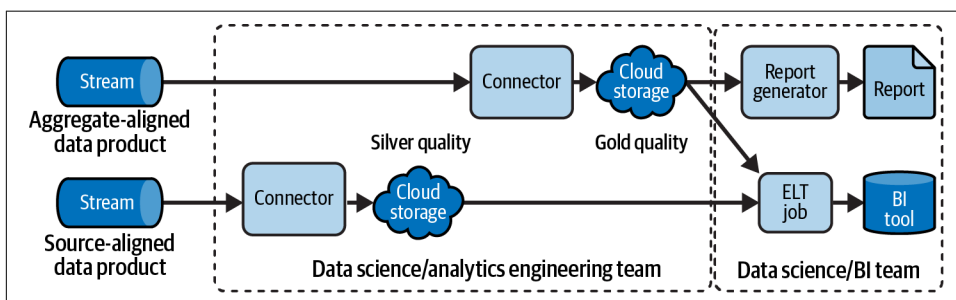 Stream
Aggregate-aligned
data product
Connector
Cloud
storage
Report
generator
Report
Silver quality
Gold quality
Stream
Source-aligned
data product
Connector
Cloud
storage
ELT
job
BI
tool
Data science/analytics engineering team
Data science/BI team